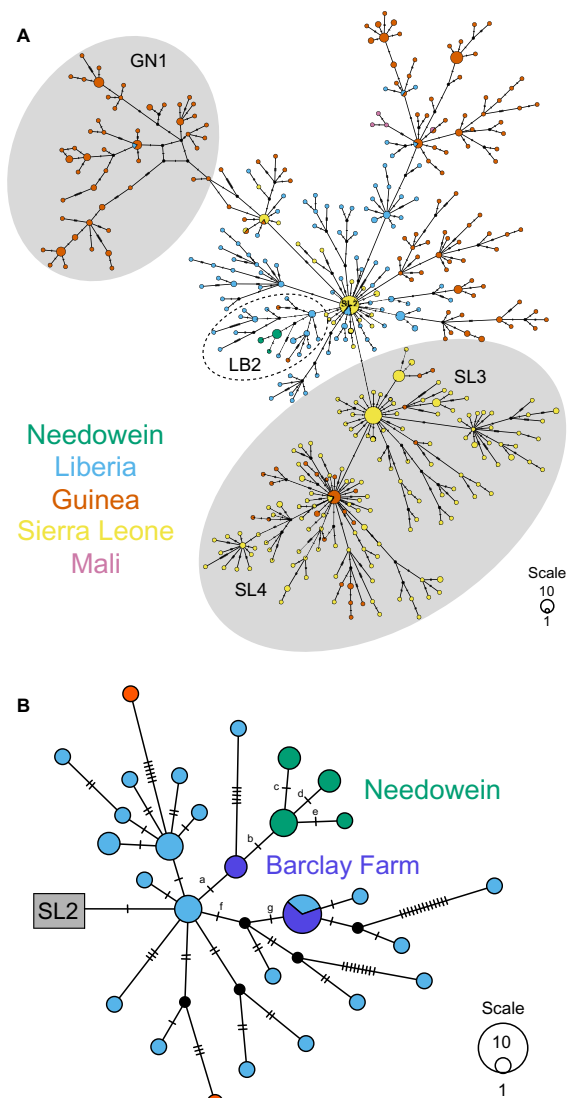 A
GN1
SL2
LB2
SL3
Needowein
Liberia
Guinea
Sierra Leone
Mali
SL4
Scale
10
1
B
c
d
Needowein
e
b
Barclay Farm
a
SL2
f
g
Scale
10
1